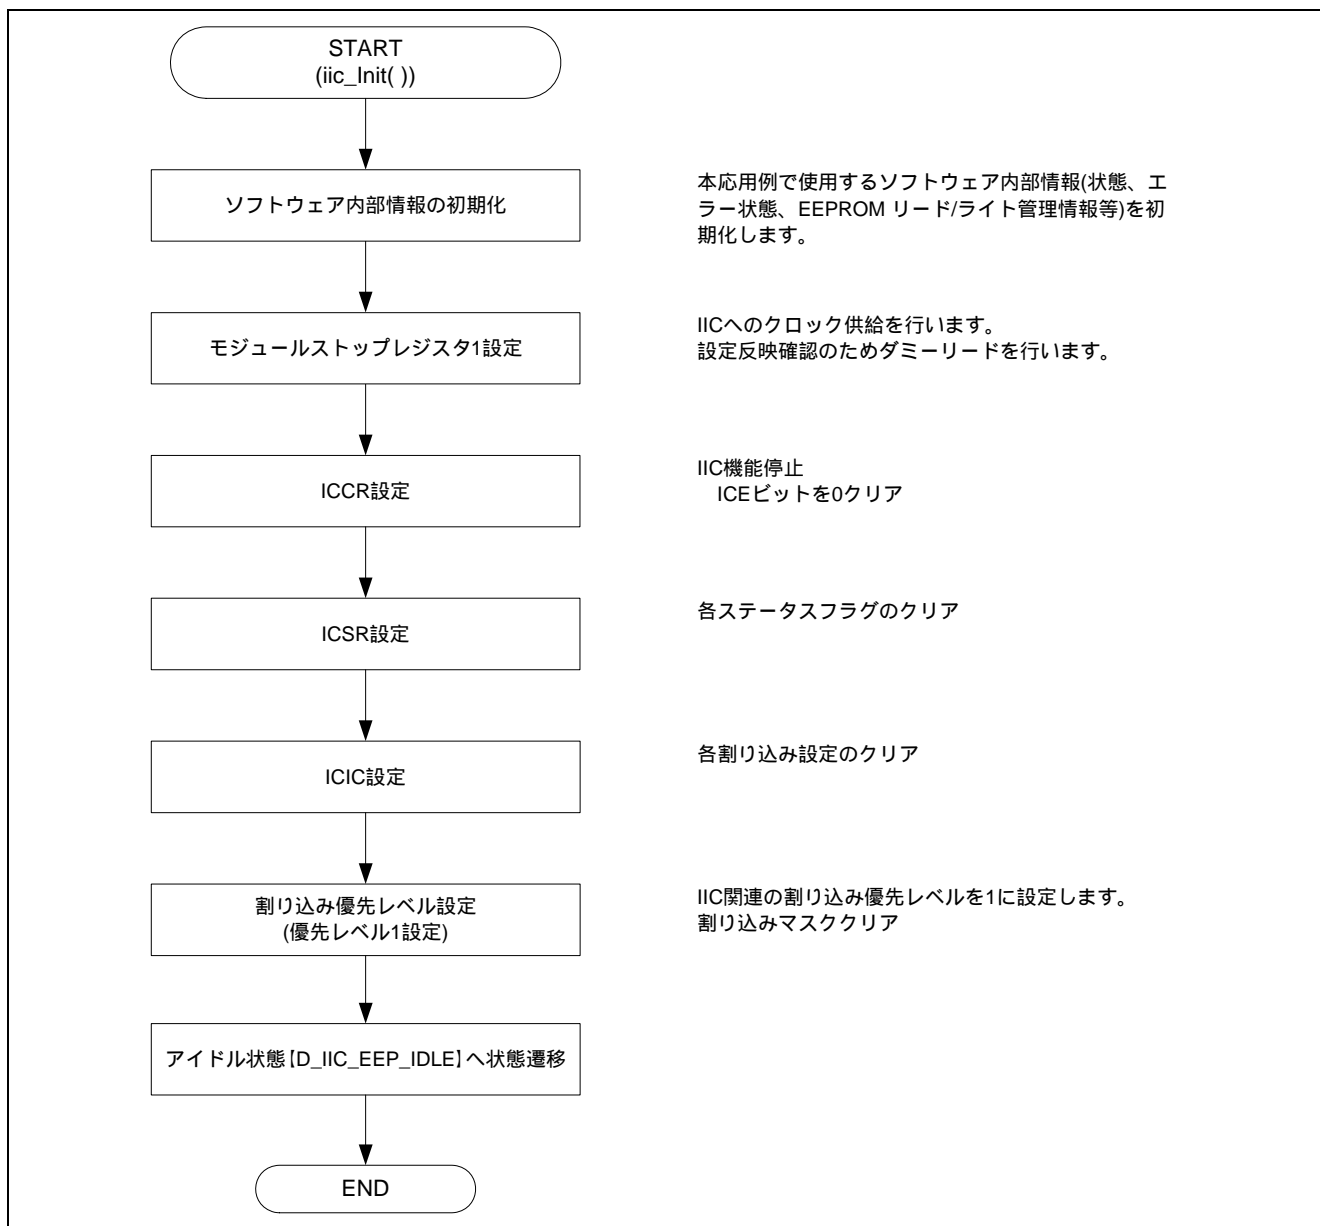 START
(iic_Init( ))
ソフトウェア内部情報の初期化
本応用例で使用するソフトウェア内部情報(状態、エ
ラー状態、EEPROM リード/ライト管理情報等)を初
期化します。
モジュールストップレジスタ1設定
IICへのクロック供給を行います。
設定反映確認のためダミーリードを行います。
ICCR設定
IIC機能停止
ICEビットを0クリア
ICSR設定
各ステータスフラグのクリア
ICIC設定
各割り込み設定のクリア
割り込み優先レベル設定
(優先レベル1設定)
IIC関連の割り込み優先レベルを1に設定します。
割り込みマスククリア
アイドル状態【D_IIC_EEP_IDLE】へ状態遷移
END